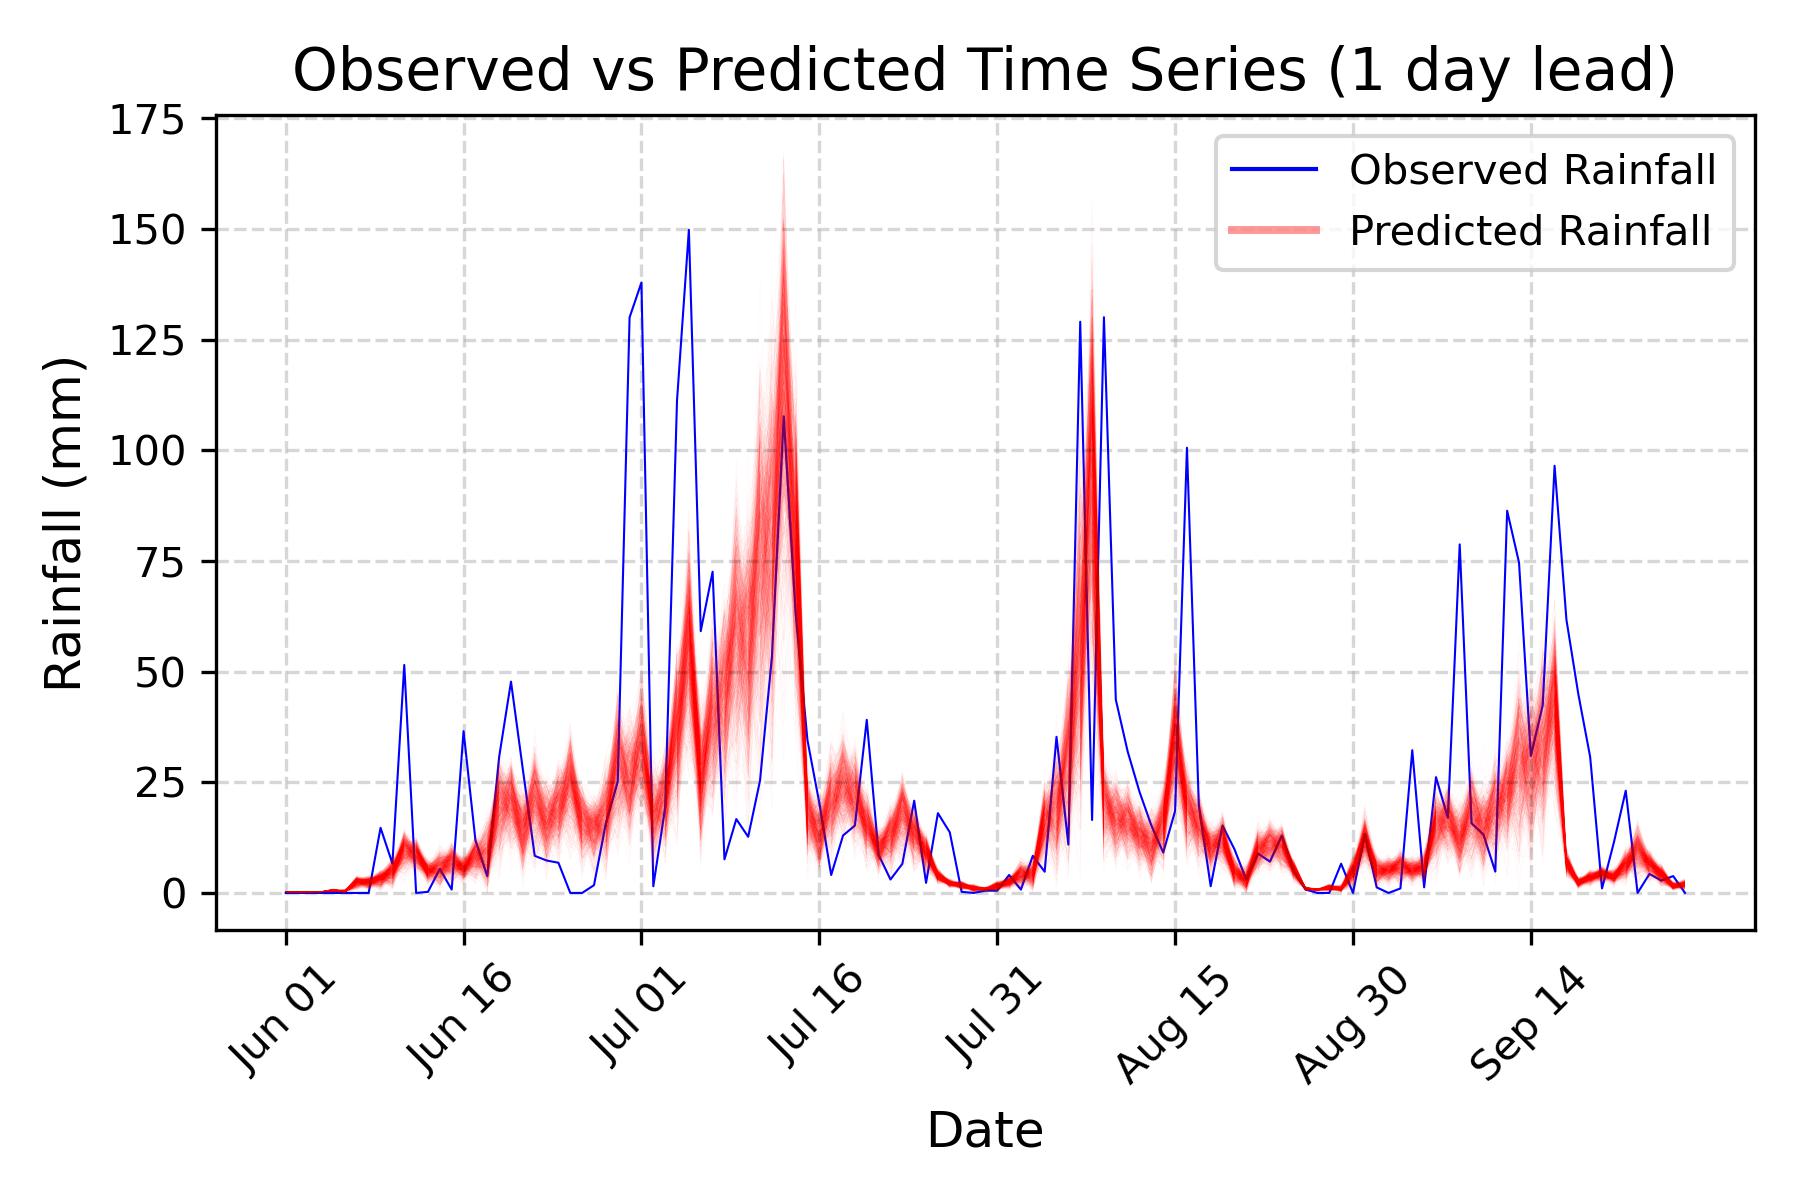 Observed vs Predicted Time Series (1 day lead)
Observed Rainfall
Predicted Rainfall
Rainfall (mm)
175
150
125
100
75
50
25
0
Jun 01
Jun 16
Jul 01
Jul 16
Jul 31
Aug 15
Aug 30
Sep 14
Date